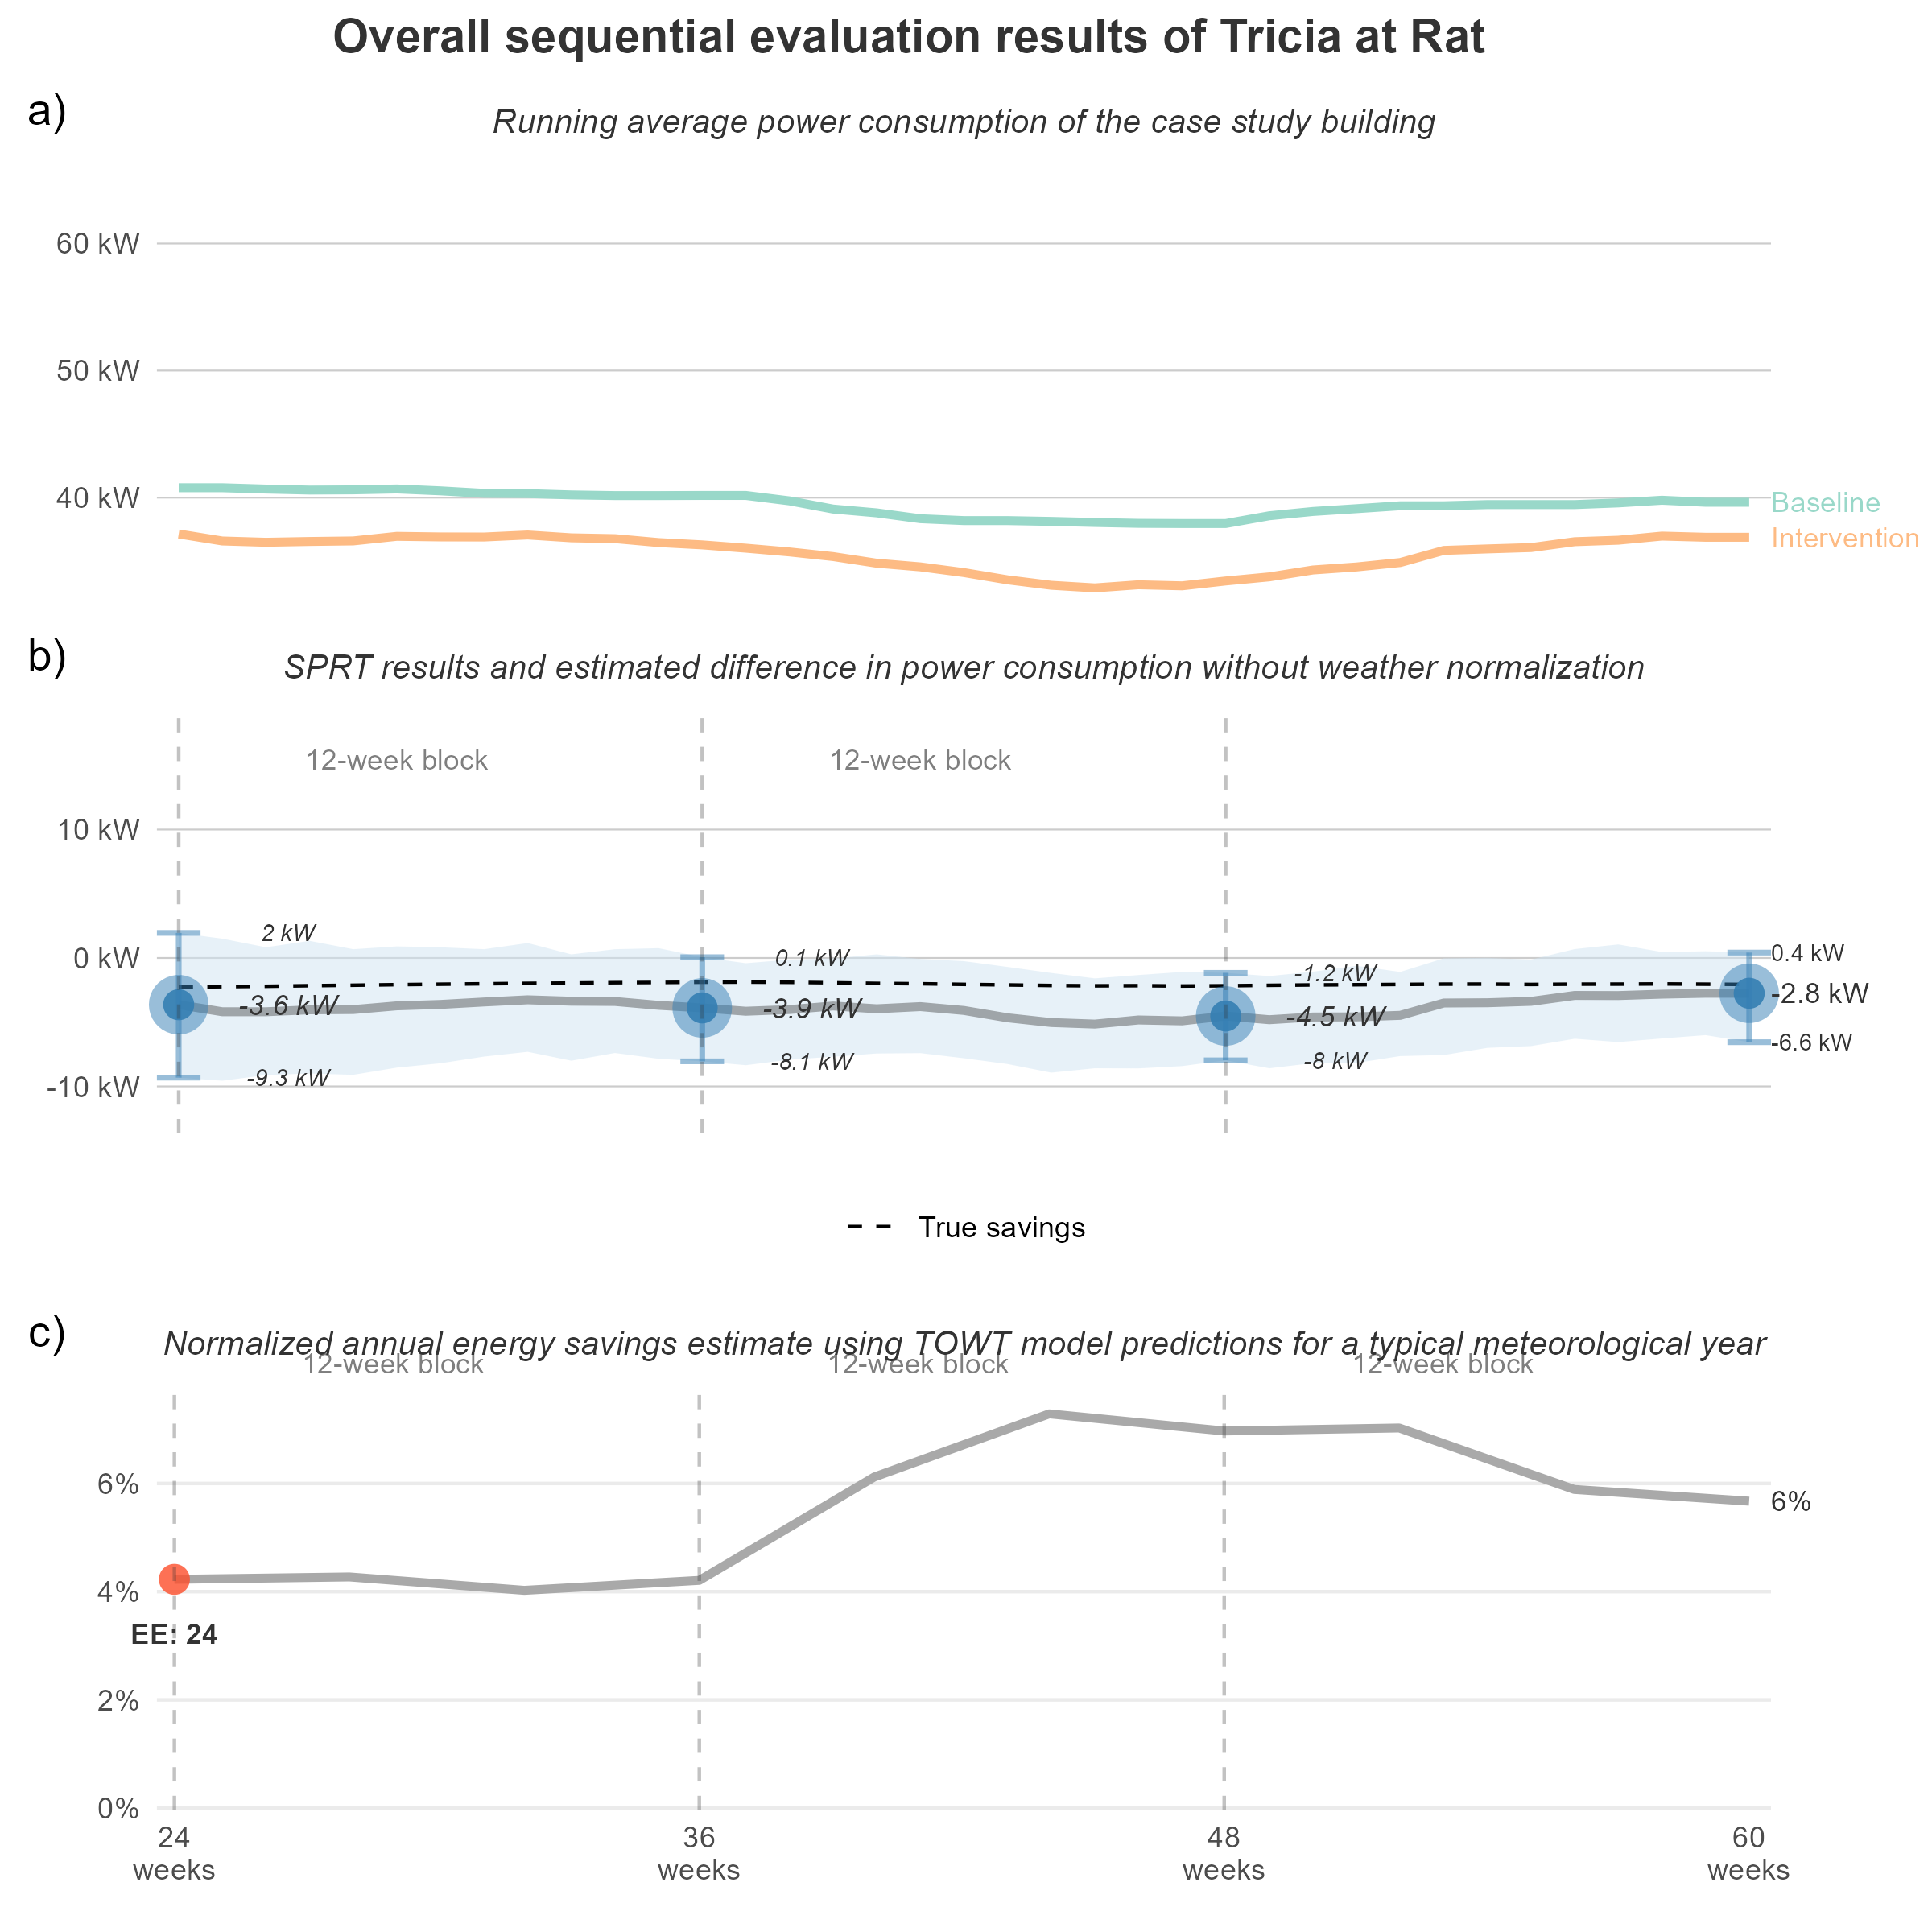 Overall sequential evaluation results of Tricia at Rat
a)
Running average power consumption of the case study building
60 kW
50 kW
40 kW
Baseline
Intervention
b)
SPRT results and estimated difference in power consumption without weather normalization
12-week block
12-week block
10 kW
2 kW
0 kW
0.1 kW
-1.2 kW
0.4 kW
-3.6 kW
-3.9 kW
-4.5 kW
-2.8 kW
-9.3 kW
-8.1 kW
-8 kW
-6.6 kW
-10 kW
True savings
c)
Normalized annual energy savings estimate using TOWT model predictions for a typical meteorological year
12-week block
12-week block
12-week block
6%
6%
4%
EE: 24
2%
0%
24
weeks
36
weeks
48
weeks
60
weeks